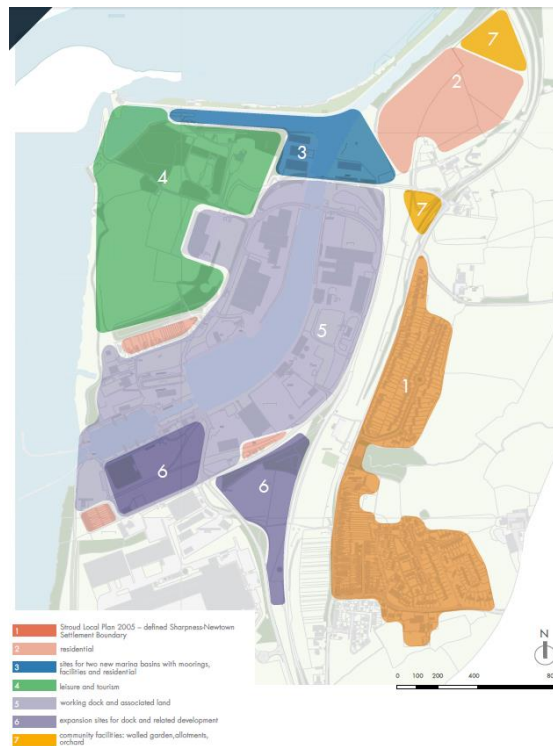 7
2
3
4
7
5
1
6
6
N
0 100 200 400 80
1 Stroud Local Plan 2005 – defined Sharpness-Newtown
Settlement Boundary
2 residential
3 sites for two new marina basins with moorings,
facilities and residential
4 leisure and tourism
5 working dock and associated land
6 expansion sites for dock and related development
7 community facilities: walled garden,allotments,
orchard